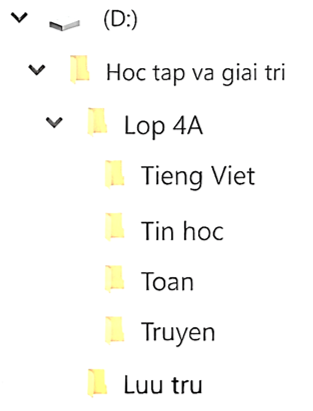 (D:)
Hoc tap va giai tri
Lop 4A
Tieng Viet
Tin hoc
Toan
Truyen
Luu tru